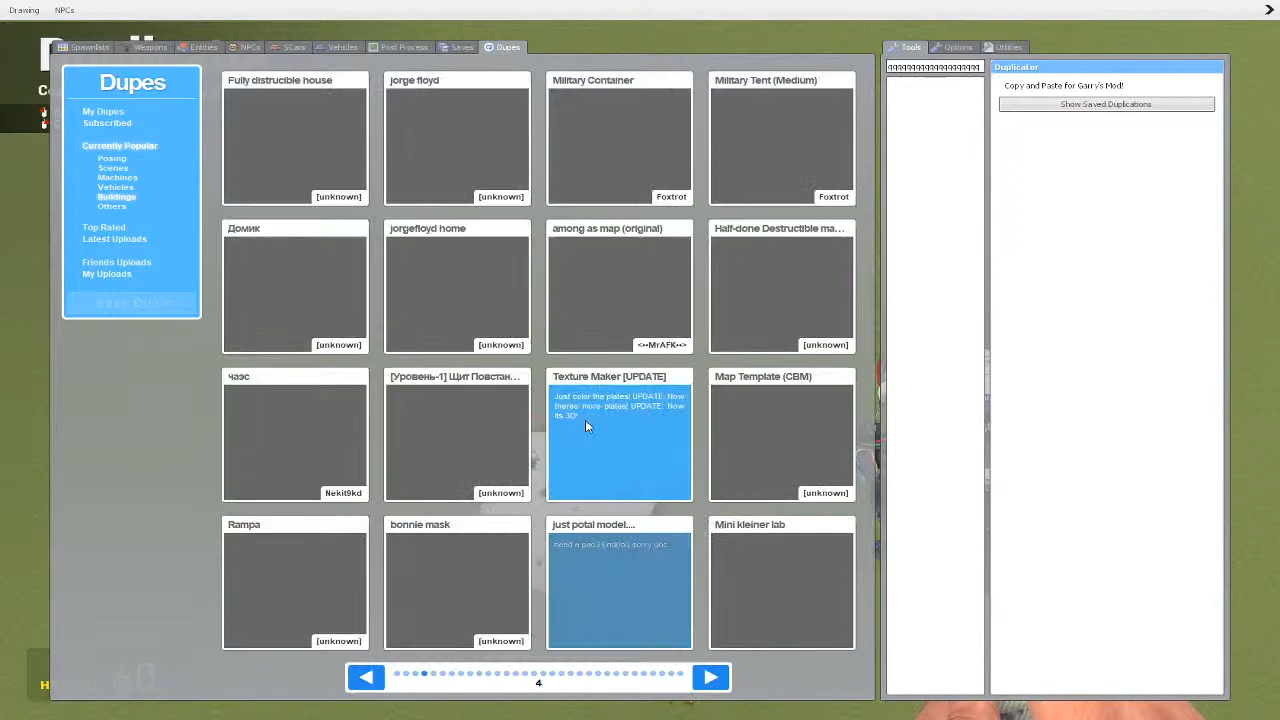 Drawing NPCs
Spawnlists Weapons Entities NPCs SCars Vehicles Post Process Saves Dupes
Tools Options Utilities
Dupes
My Dupes
Subscribed
Currently Popular
Posing
Scenes
Machines
Vehicles
Buildings
Others
Top Rated
Latest Uploads
Friends Uploads
My Uploads
Fully distrucible house
[unknown]
jorge floyd
[unknown]
Military Container
Foxtrot
Military Tent (Medium)
Foxtrot
Домик
[unknown]
jorgefloyd home
[unknown]
among as map (original)
<••MrAFK••>
Half-done Destructible ma...
[unknown]
чаэс
Nekit9kd
[Уровень-1] Щит Повстан...
[unknown]
Texture Maker [UPDATE]
Just color the plates! UPDATE: Now
theres more plates! UPDATE: Now
its 30!
Map Template (CBM)
[unknown]
Rampa
[unknown]
bonnie mask
[unknown]
just potal model....
Mini kleiner lab
4
Duplicator
Copy and Paste for Garry's Mod!
Show Saved Duplications